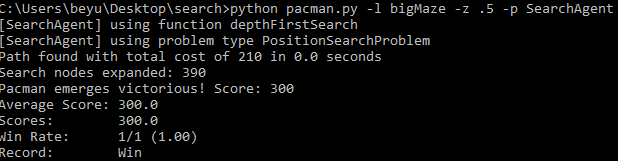 C:\Users\beyu\Desktop\search>python pacman.py -l bigMaze -z .5 -p SearchAgent
[SearchAgent] using function depthFirstSearch
[SearchAgent] using problem type PositionSearchProblem
Path found with total cost of 210 in 0.0 seconds
Search nodes expanded: 390
Pacman emerges victorious! Score: 300
Average Score: 300.0
Scores:        300.0
Win Rate:      1/1 (1.00)
Record:        Win